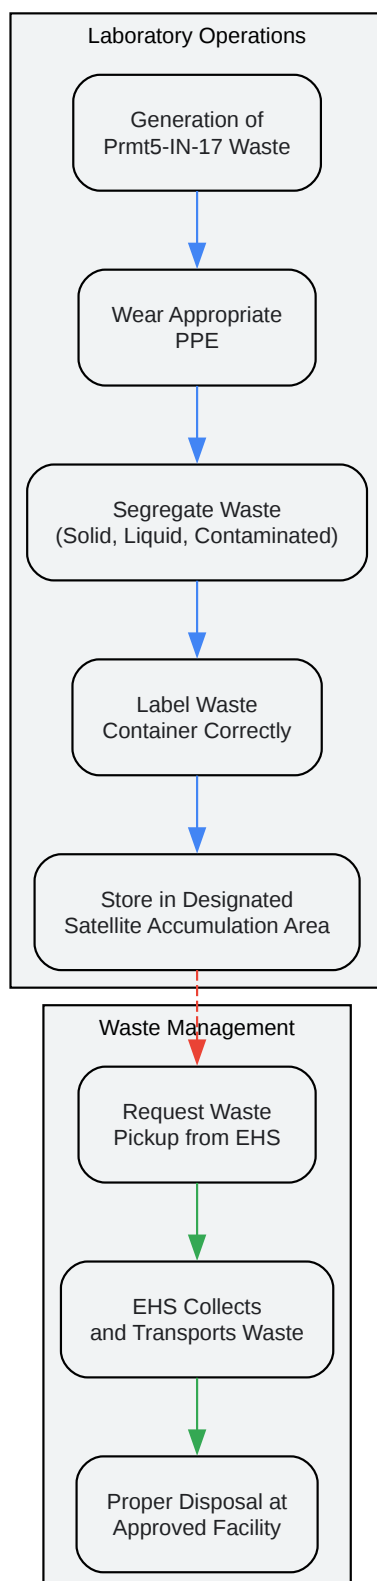 Laboratory Operations
Generation of
Prmt5-IN-17 Waste
Wear Appropriate
PPE
Segregate Waste
(Solid, Liquid, Contaminated)
Label Waste
Container Correctly
Store in Designated
Satellite Accumulation Area
Waste Management
Request Waste
Pickup from EHS
EHS Collects
and Transports Waste
Proper Disposal at
Approved Facility